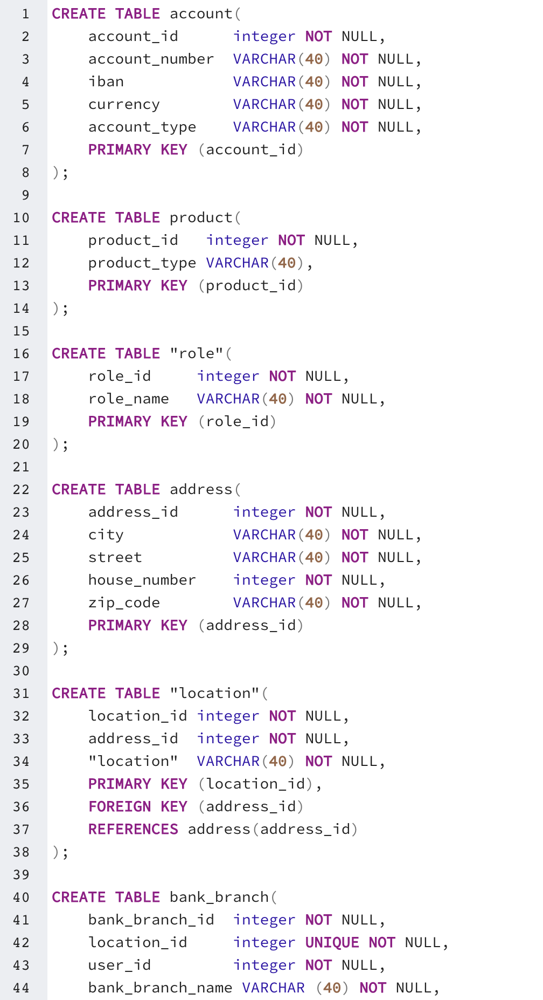 1 CREATE TABLE account(
2     account_id      integer NOT NULL,
3     account_number  VARCHAR(40) NOT NULL,
4     iban            VARCHAR(40) NOT NULL,
5     currency        VARCHAR(40) NOT NULL,
6     account_type    VARCHAR(40) NOT NULL,
7     PRIMARY KEY (account_id)
8 );
9
10 CREATE TABLE product(
11     product_id   integer NOT NULL,
12     product_type VARCHAR(40),
13     PRIMARY KEY (product_id)
14 );
15
16 CREATE TABLE "role"(
17     role_id     integer NOT NULL,
18     role_name   VARCHAR(40) NOT NULL,
19     PRIMARY KEY (role_id)
20 );
21
22 CREATE TABLE address(
23     address_id      integer NOT NULL,
24     city            VARCHAR(40) NOT NULL,
25     street          VARCHAR(40) NOT NULL,
26     house_number    integer NOT NULL,
27     zip_code        VARCHAR(40) NOT NULL,
28     PRIMARY KEY (address_id)
29 );
30
31 CREATE TABLE "location"(
32     location_id integer NOT NULL,
33     address_id  integer NOT NULL,
34     "location"  VARCHAR(40) NOT NULL,
35     PRIMARY KEY (location_id),
36     FOREIGN KEY (address_id)
37     REFERENCES address(address_id)
38 );
39
40 CREATE TABLE bank_branch(
41     bank_branch_id  integer NOT NULL,
42     location_id     integer UNIQUE NOT NULL,
43     user_id         integer NOT NULL,
44     bank_branch_name VARCHAR (40) NOT NULL,